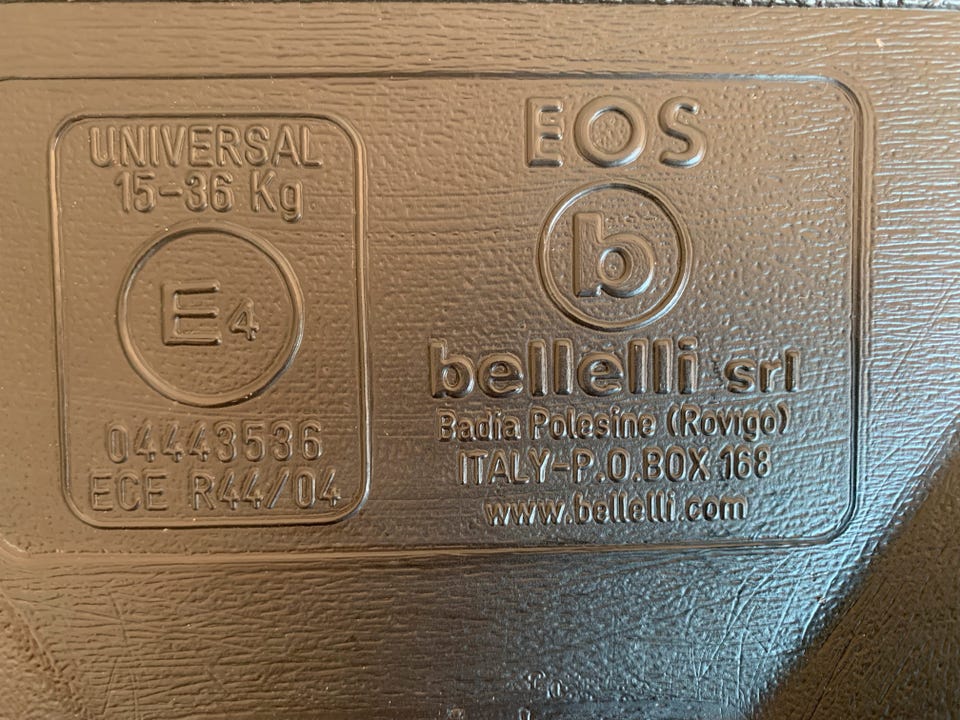 UNIVERSAL
15-36 Kg
E4
04443536
ECE R44/04
EOS
b
bellelli srl
Badia Polesine (Rovigo)
ITALY-P.O.BOX 168
www.bellelli.com